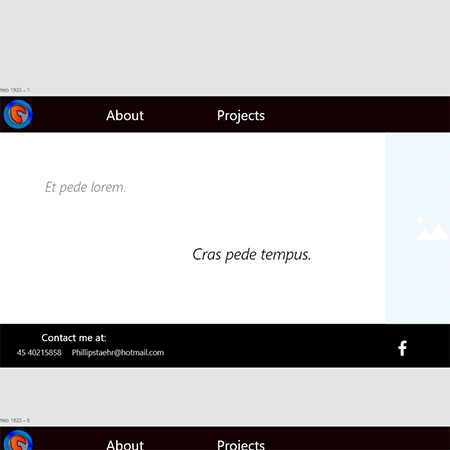 Web 1920 – 1
About Projects
Et pede lorem.
Cras pede tempus.
Contact me at:
45 40215858 Phillipstaehr@hotmail.com
Web 1920 – 6
About Projects